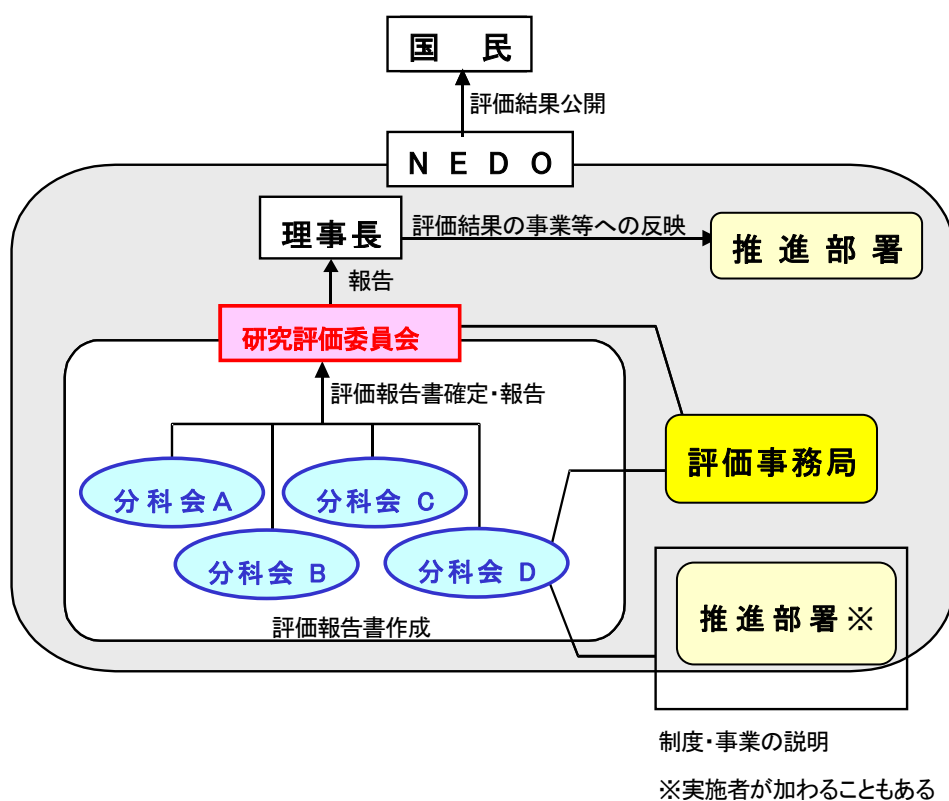 国 民
評価結果公開
N E D O
理事長
評価結果の事業等への反映
推 進 部 署
報告
研究評価委員会
評価報告書確定・報告
評価事務局
分科会A
分科会 C
分科会 B
分科会 D
推進部署※
評価報告書作成
制度・事業の説明
※実施者が加わることもある